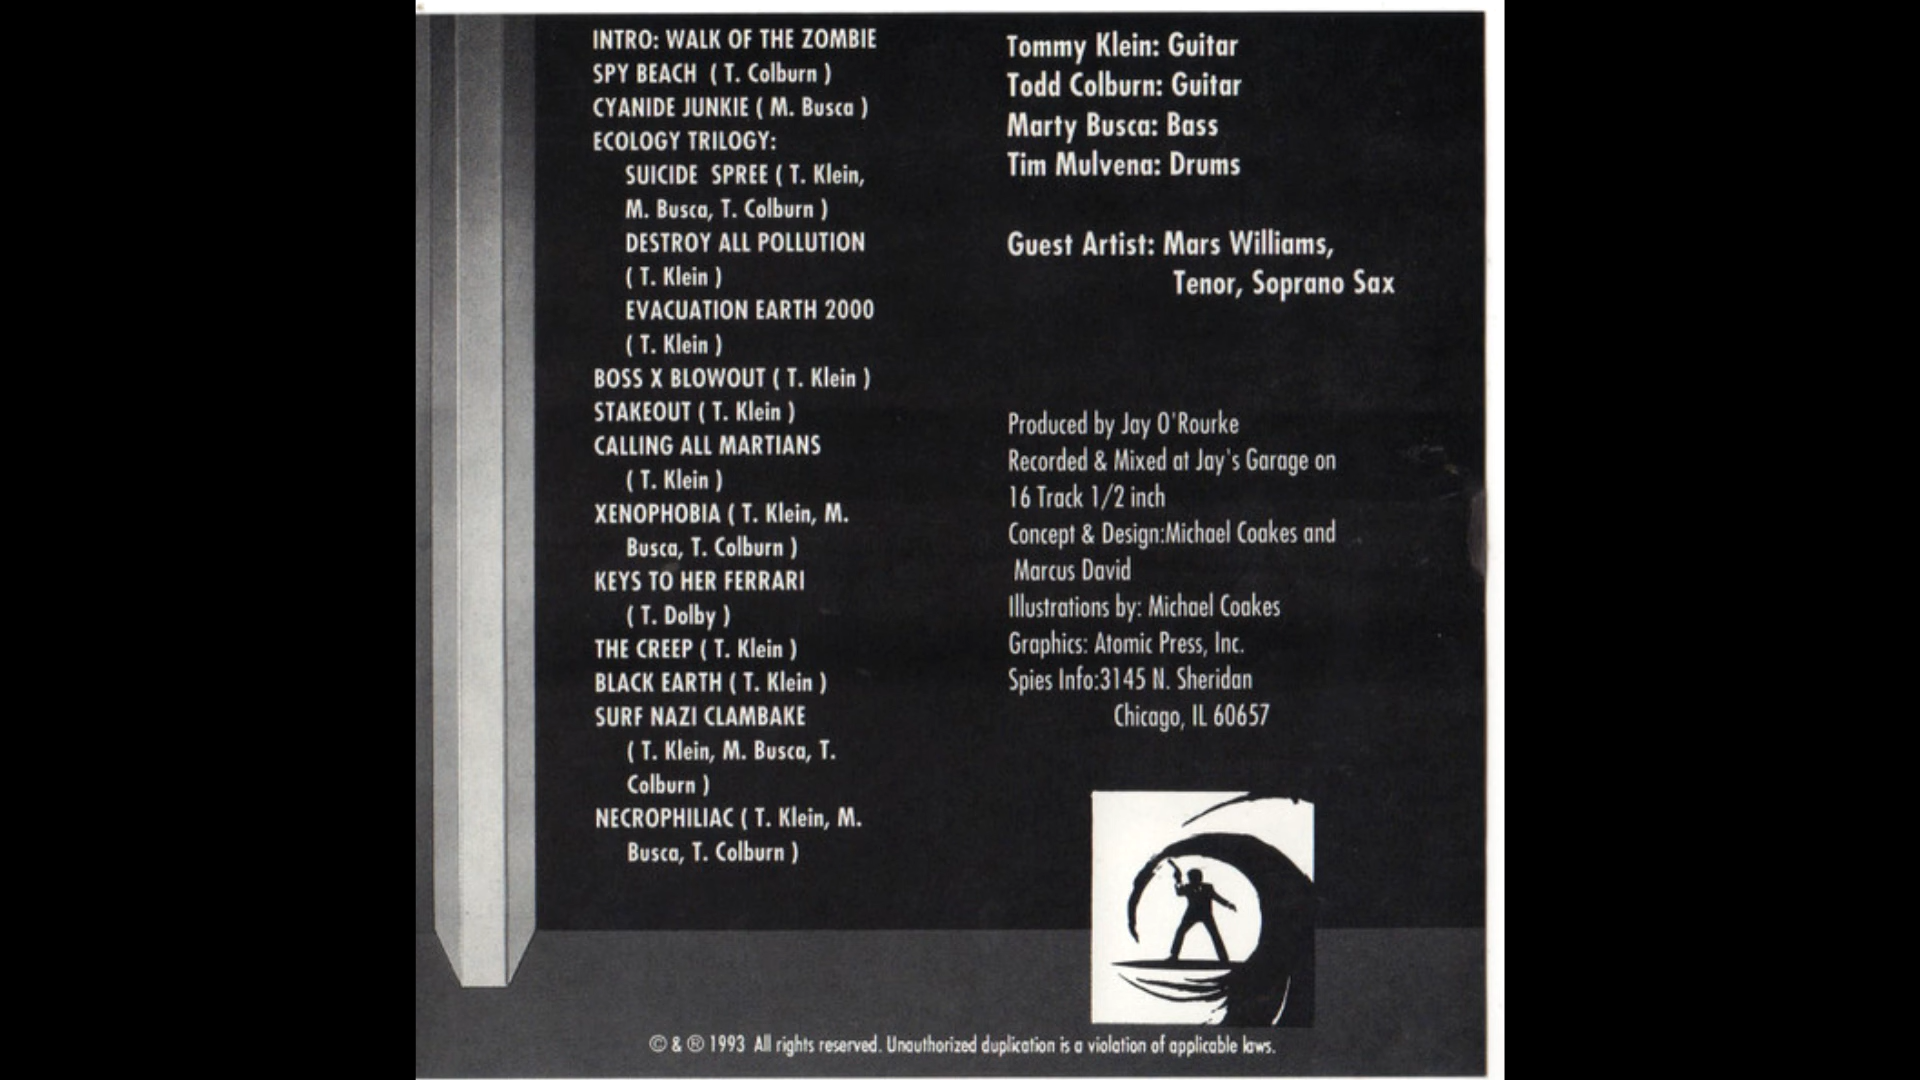 INTRO: WALK OF THE ZOMBIE
SPY BEACH ( T. Colburn )
CYANIDE JUNKIE ( M. Busca )
ECOLOGY TRILOGY:
SUICIDE SPREE ( T. Klein,
M. Busca, T. Colburn )
DESTROY ALL POLLUTION
( T. Klein )
EVACUATION EARTH 2000
( T. Klein )
BOSS X BLOWOUT ( T. Klein )
STAKEOUT ( T. Klein )
CALLING ALL MARTIANS
( T. Klein )
XENOPHOBIA ( T. Klein, M.
Busca, T. Colburn )
KEYS TO HER FERRARI
( T. Dolby )
THE CREEP ( T. Klein )
BLACK EARTH ( T. Klein )
SURF NAZI CLAMBAKE
( T. Klein, M. Busca, T.
Colburn )
NECROPHILIAC ( T. Klein, M.
Busca, T. Colburn )
Tommy Klein: Guitar
Todd Colburn: Guitar
Marty Busca: Bass
Tim Mulvena: Drums
Guest Artist: Mars Williams,
Tenor, Soprano Sax
Produced by Jay O'Rourke
Recorded & Mixed at Jay's Garage on
16 Track 1/2 inch
Concept & Design:Michael Coakes and
Marcus David
Illustrations by: Michael Coakes
Graphics: Atomic Press, Inc.
Spies Info:3145 N. Sheridan
Chicago, IL 60657
© & ® 1993 All rights reserved. Unauthorized duplication is a violation of applicable laws.